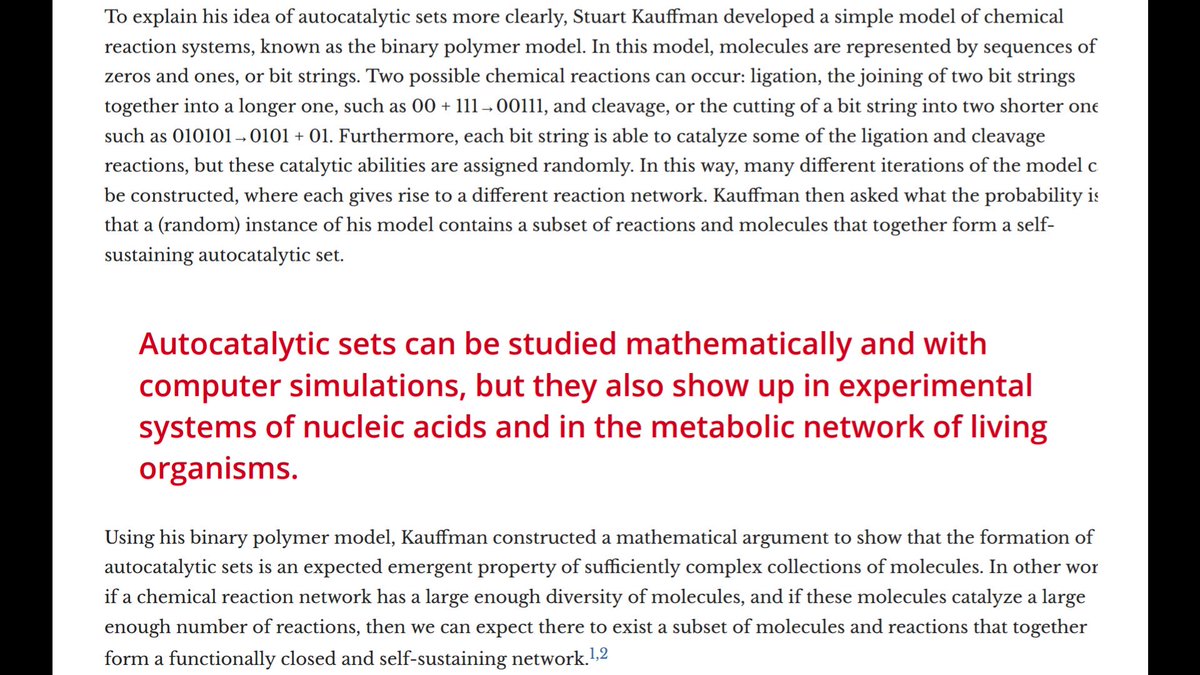 To explain his idea of autocatalytic sets more clearly, Stuart Kauffman developed a simple model of chemical
reaction systems, known as the binary polymer model. In this model, molecules are represented by sequences of
zeros and ones, or bit strings. Two possible chemical reactions can occur: ligation, the joining of two bit strings
together into a longer one, such as 00 + 111→00111, and cleavage, or the cutting of a bit string into two shorter one
such as 010101→0101 + 01. Furthermore, each bit string is able to catalyze some of the ligation and cleavage
reactions, but these catalytic abilities are assigned randomly. In this way, many different iterations of the model c
be constructed, where each gives rise to a different reaction network. Kauffman then asked what the probability is
that a (random) instance of his model contains a subset of reactions and molecules that together form a self-
sustaining autocatalytic set.
Autocatalytic sets can be studied mathematically and with
computer simulations, but they also show up in experimental
systems of nucleic acids and in the metabolic network of living
organisms.
Using his binary polymer model, Kauffman constructed a mathematical argument to show that the formation of
autocatalytic sets is an expected emergent property of sufficiently complex collections of molecules. In other wor
if a chemical reaction network has a large enough diversity of molecules, and if these molecules catalyze a large
enough number of reactions, then we can expect there to exist a subset of molecules and reactions that together
form a functionally closed and self-sustaining network.1,2